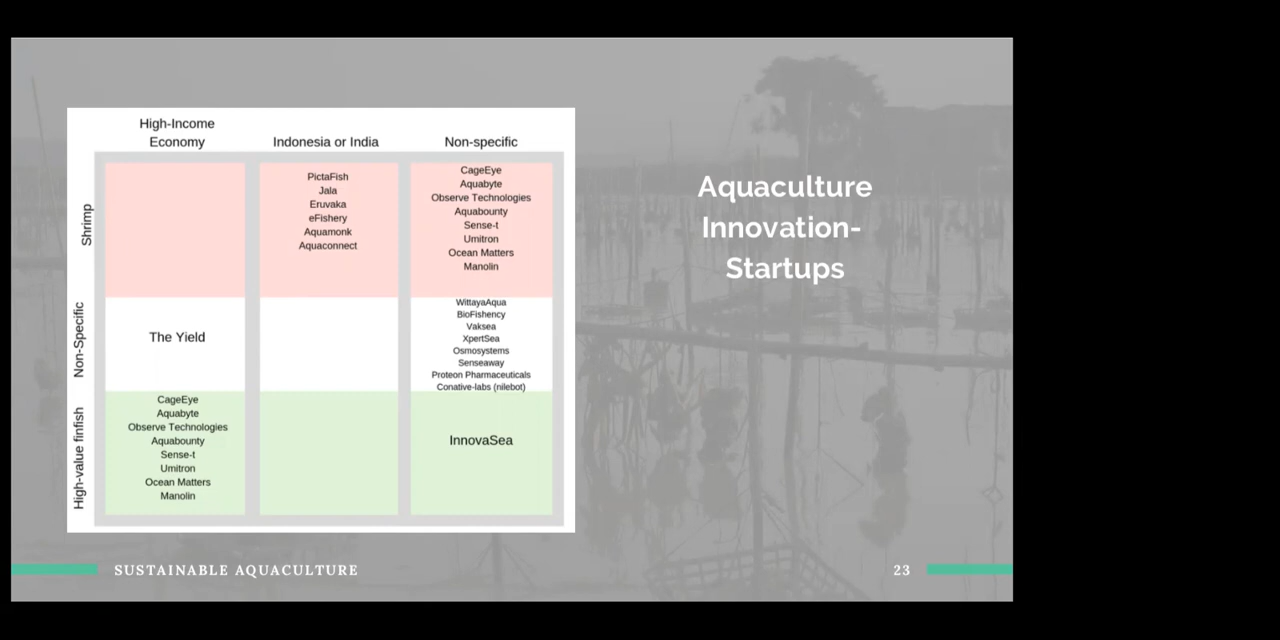 High-Income
Economy
Indonesia or India
Non-specific
Shrimp
PictaFish
Jala
Eruvaka
eFishery
Aquamonk
Aquaconnect
CageEye
Aquabyte
Observe Technologies
Aquabounty
Sense-t
Umitron
Ocean Matters
Manolin
Non-Specific
The Yield
WittayaAqua
BioFishency
Vaksea
XpertSea
Osmosystems
Senseaway
Proteon Pharmaceuticals
Conative-labs (nilebot)
High-value finfish
CageEye
Aquabyte
Observe Technologies
Aquabounty
Sense-t
Umitron
Ocean Matters
Manolin
InnovaSea
Aquaculture
Innovation-
Startups
SUSTAINABLE AQUACULTURE
23